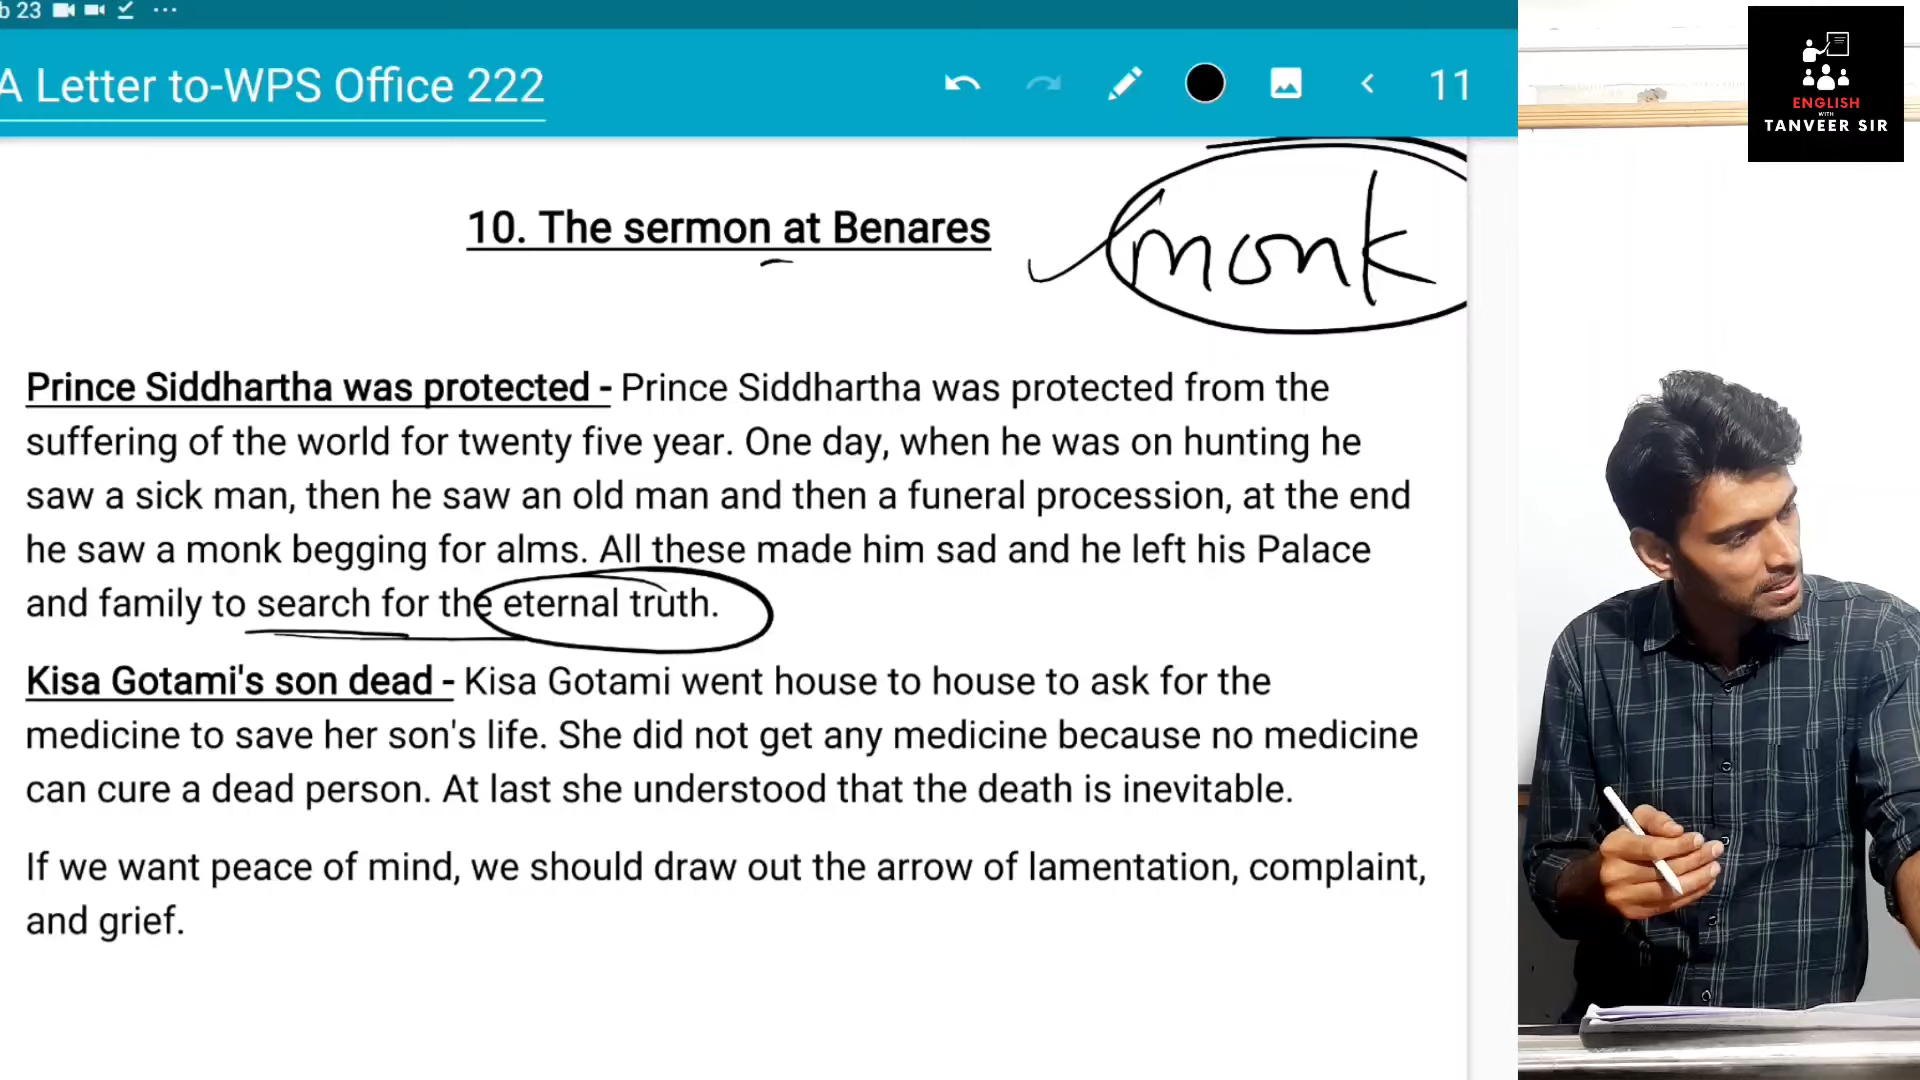 b 23
A Letter to-WPS Office 222
11
ENGLISH
WITH
TANVEER SIR
10. The sermon at Benares
monk
Prince Siddhartha was protected - Prince Siddhartha was protected from the
suffering of the world for twenty five year. One day, when he was on hunting he
saw a sick man, then he saw an old man and then a funeral procession, at the end
he saw a monk begging for alms. All these made him sad and he left his Palace
and family to search for the eternal truth.
Kisa Gotami's son dead - Kisa Gotami went house to house to ask for the
medicine to save her son's life. She did not get any medicine because no medicine
can cure a dead person. At last she understood that the death is inevitable.
If we want peace of mind, we should draw out the arrow of lamentation, complaint,
and grief.